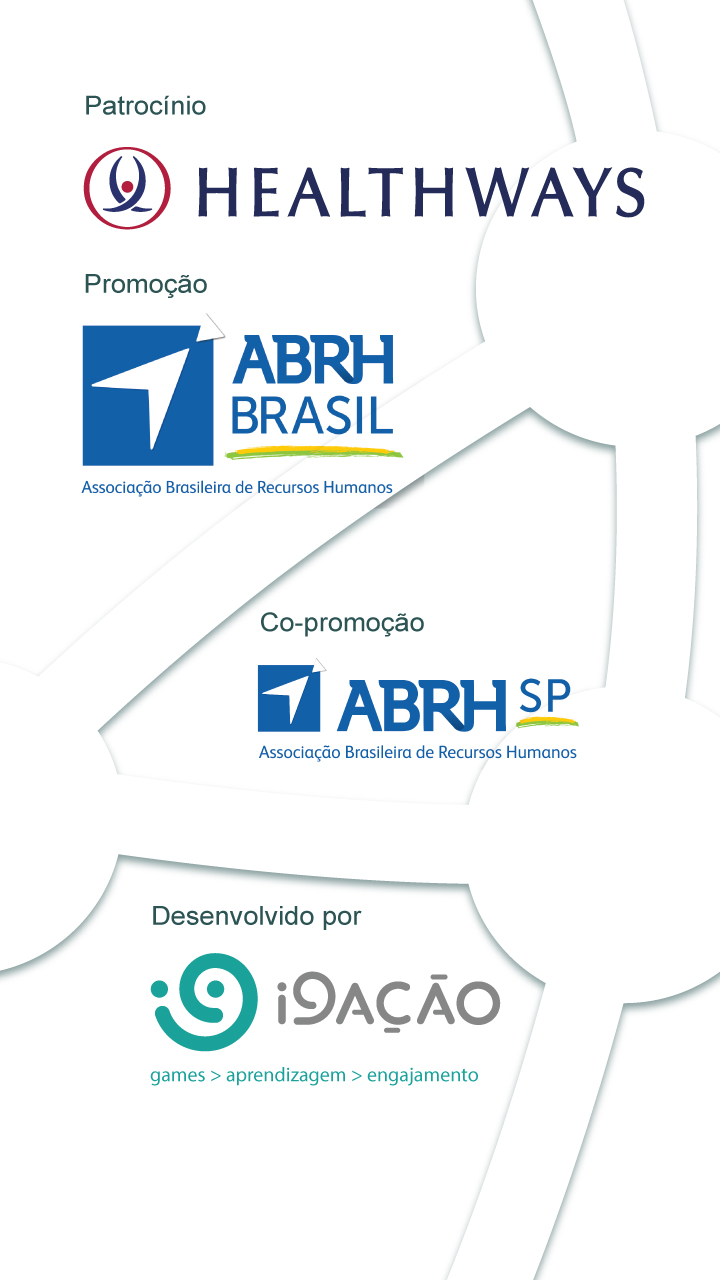 Patrocínio
HEALTHWAYS
Promoção
ABRH
BRASIL
Associação Brasileira de Recursos Humanos
Co-promoção
ABRH SP
Associação Brasileira de Recursos Humanos
Desenvolvido por
i9AÇÃO
games > aprendizagem > engajamento